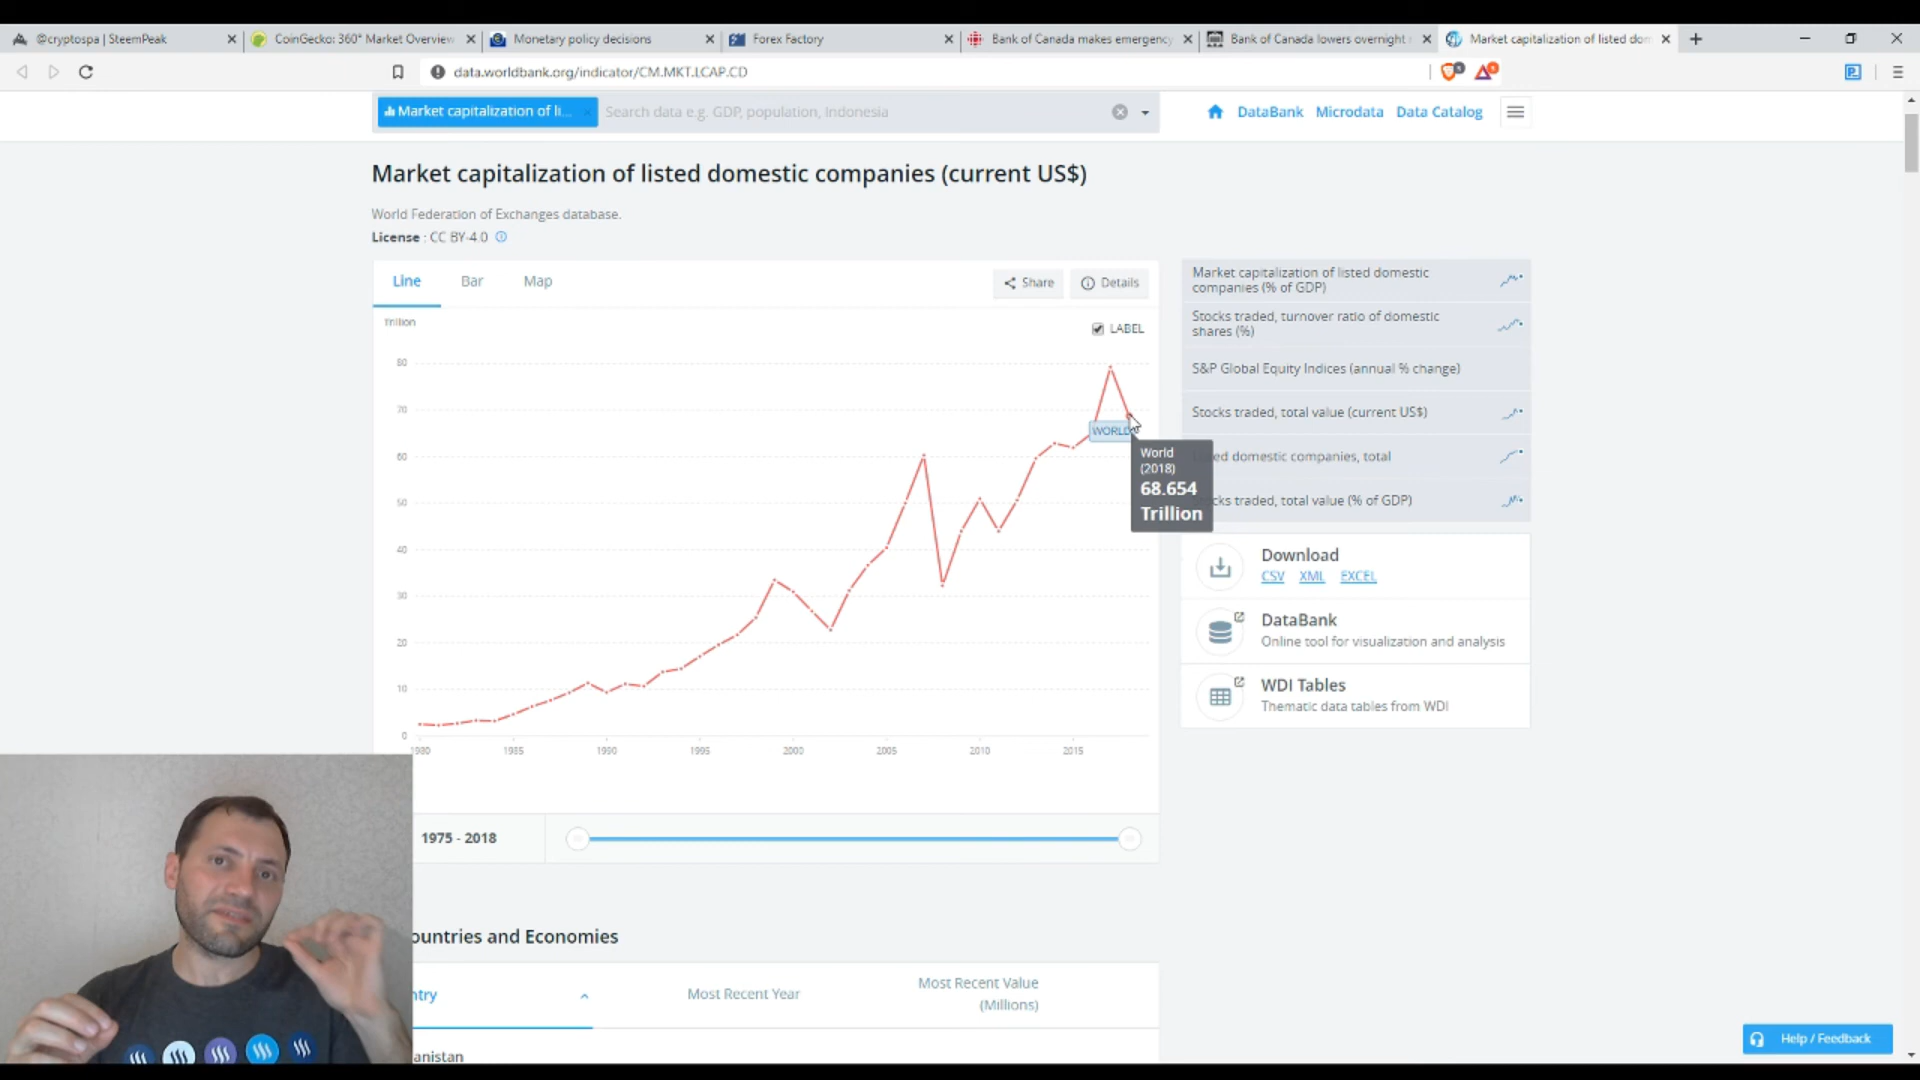 @cryptospa | SteemPeak
CoinGecko: 360° Market Overview
Monetary policy decisions
Forex Factory
Bank of Canada makes emergency
Bank of Canada lowers overnight
Market capitalization of listed dom
data.worldbank.org/indicator/CM.MKT.LCAP.CD
Market capitalization of li...
Search data e.g. GDP, population, Indonesia
DataBank
Microdata
Data Catalog
Market capitalization of listed domestic companies (current US$)
World Federation of Exchanges database.
License : CC BY-4.0
Line
Bar
Map
Share
Details
Trillion
LABEL
80
70
60
50
40
30
20
10
0
1980
1985
1990
1995
2000
2005
2010
2015
WORLD
World
(2018)
68.654
Trillion
Market capitalization of listed domestic
companies (% of GDP)
Stocks traded, turnover ratio of domestic
shares (%)
S&P Global Equity Indices (annual % change)
Stocks traded, total value (current US$)
ed domestic companies, total
cks traded, total value (% of GDP)
Download
CSV XML EXCEL
DataBank
Online tool for visualization and analysis
WDI Tables
Thematic data tables from WDI
1975 - 2018
ountries and Economies
ntry
Most Recent Year
Most Recent Value
(Millions)
anistan
Help / Feedback